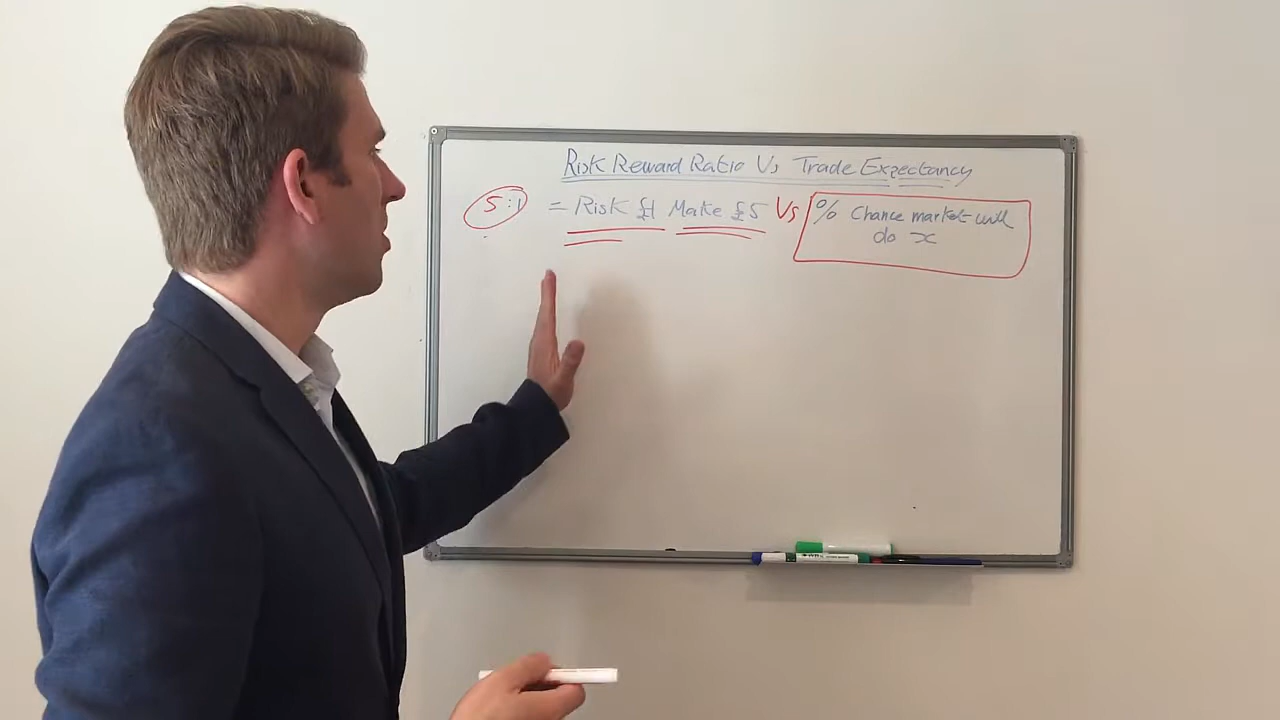 Risk Reward Ratio Vs Trade Expectancy
5:1 = Risk £1 Make £5 Vs % Chance market will
do x